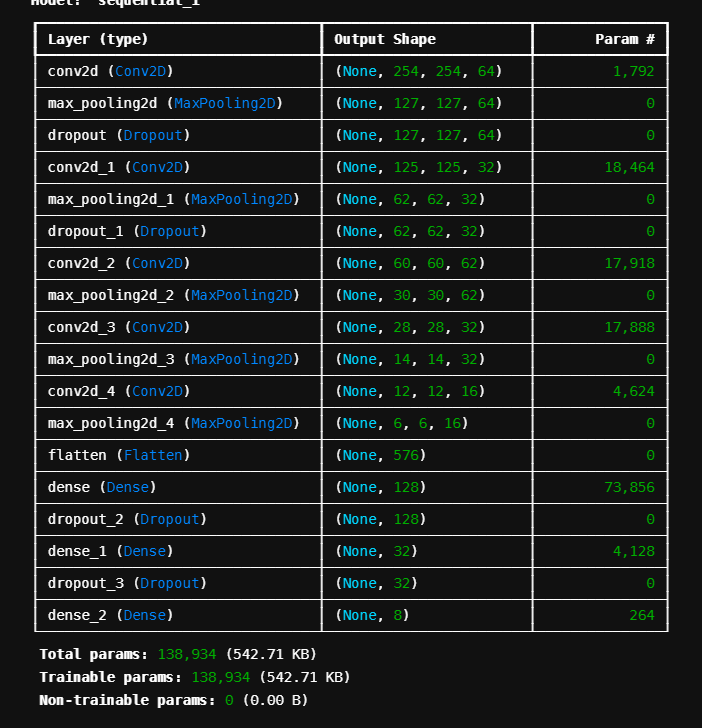 Model: "sequential_1"
Layer (type) Output Shape Param #
conv2d (Conv2D) (None, 254, 254, 64) 1,792
max_pooling2d (MaxPooling2D) (None, 127, 127, 64) 0
dropout (Dropout) (None, 127, 127, 64) 0
conv2d_1 (Conv2D) (None, 125, 125, 32) 18,464
max_pooling2d_1 (MaxPooling2D) (None, 62, 62, 32) 0
dropout_1 (Dropout) (None, 62, 62, 32) 0
conv2d_2 (Conv2D) (None, 60, 60, 62) 17,918
max_pooling2d_2 (MaxPooling2D) (None, 30, 30, 62) 0
conv2d_3 (Conv2D) (None, 28, 28, 32) 17,888
max_pooling2d_3 (MaxPooling2D) (None, 14, 14, 32) 0
conv2d_4 (Conv2D) (None, 12, 12, 16) 4,624
max_pooling2d_4 (MaxPooling2D) (None, 6, 6, 16) 0
flatten (Flatten) (None, 576) 0
dense (Dense) (None, 128) 73,856
dropout_2 (Dropout) (None, 128) 0
dense_1 (Dense) (None, 32) 4,128
dropout_3 (Dropout) (None, 32) 0
dense_2 (Dense) (None, 8) 264
Total params: 138,934 (542.71 KB)
Trainable params: 138,934 (542.71 KB)
Non-trainable params: 0 (0.00 B)